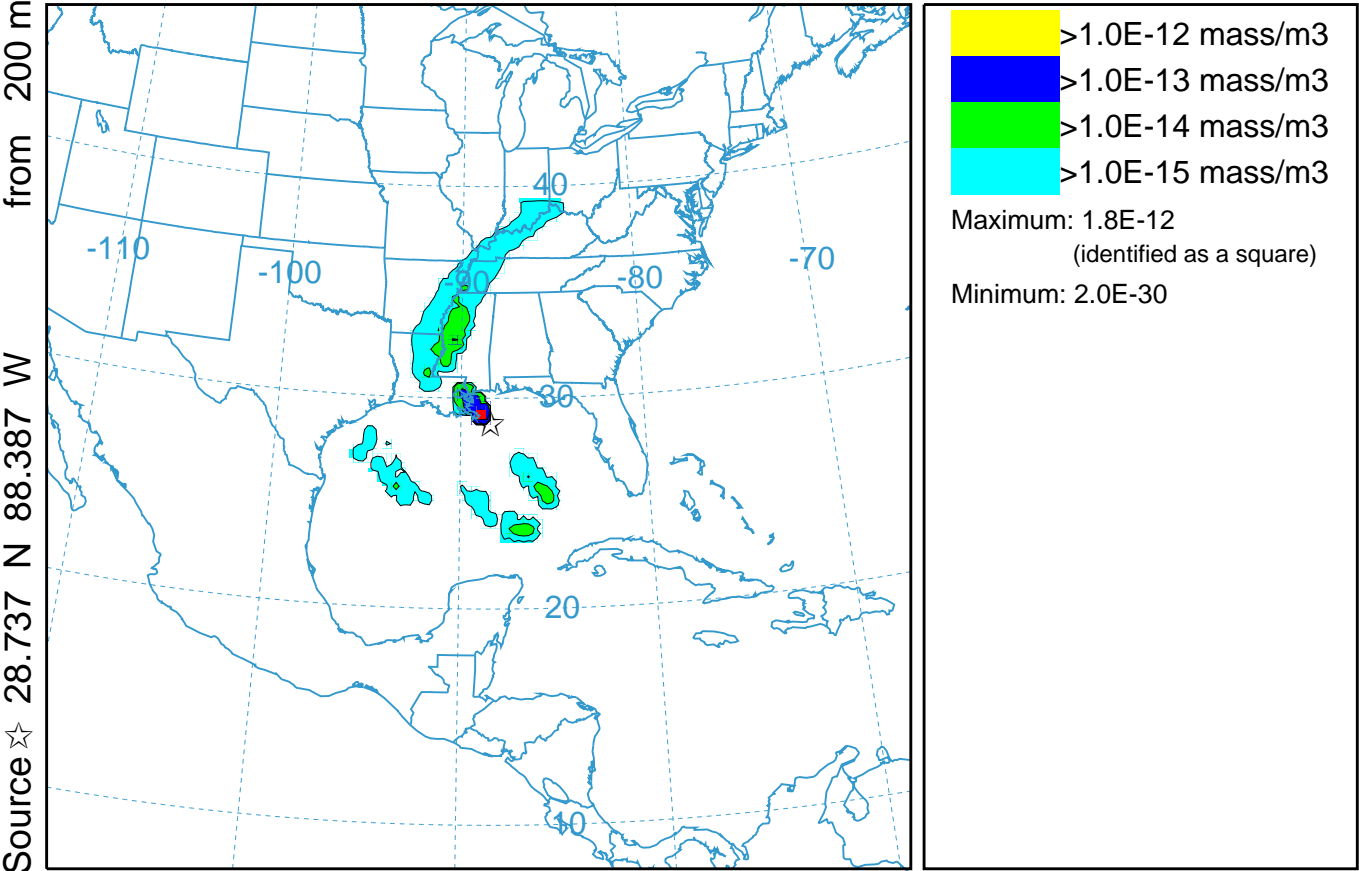 Source ☆ 28.737 N 88.387 W from 200 m
40
-110
-100
-90
-80
-70
30
20
10
>1.0E-12 mass/m3
>1.0E-13 mass/m3
>1.0E-14 mass/m3
>1.0E-15 mass/m3
Maximum: 1.8E-12
(identified as a square)
Minimum: 2.0E-30